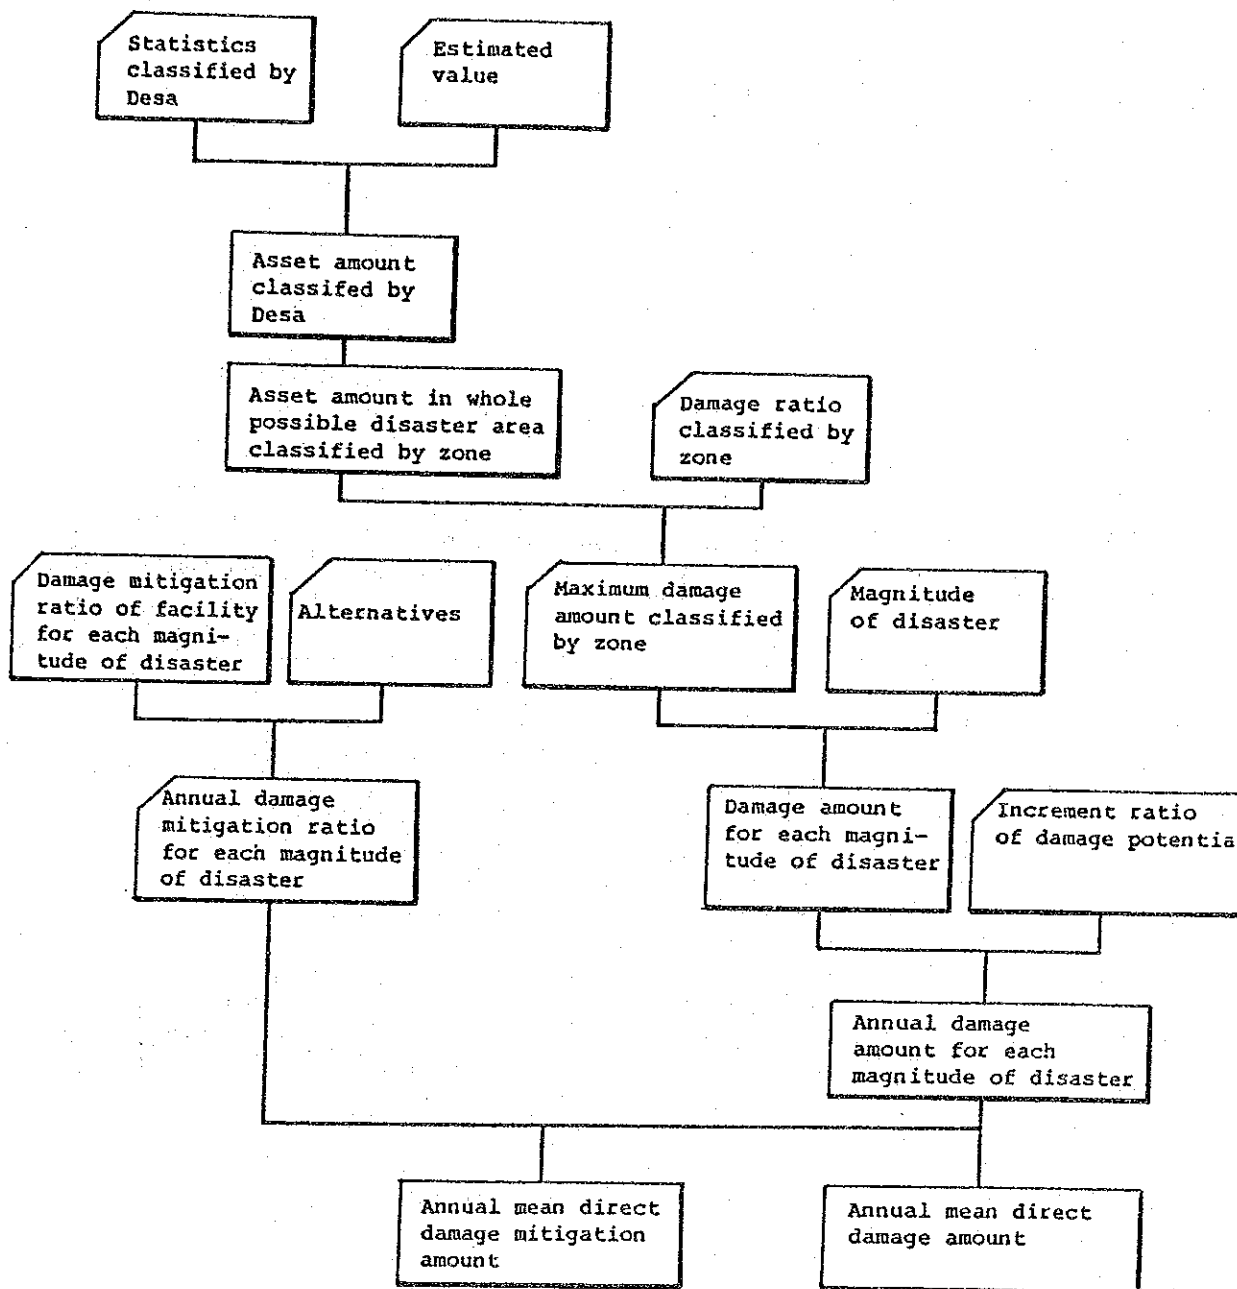 Statistics
classified by
Desa
Estimated
value
Asset amount
classifed by
Desa
Asset amount in whole
possible disaster area
classified by zone
Damage ratio
classified by
zone
Damage mitigation
ratio of facility
for each magni-
tude of disaster
Alternatives
Maximum damage
amount classified
by zone
Magnitude
of disaster
Annual damage
mitigation ratio
for each magnitude
of disaster
Damage amount
for each magni-
tude of disaster
Increment ratio
of damage potentia
Annual damage
amount for each
magnitude of disaster
Annual mean direct
damage mitigation
amount
Annual mean direct
damage amount